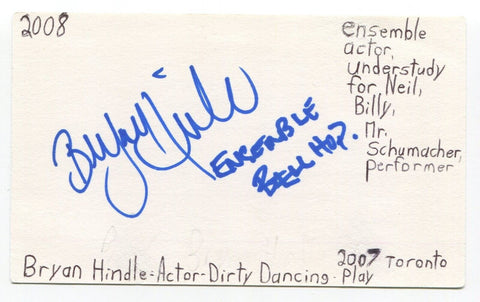 2008
ensemble
actor,
understudy
for Neil,
Billy,
Mr.
Schumacher,
performer
Bryan Hindle
ENSEMBLE
BELL HOP.
2007 Toronto
Bryan Hindle-Actor-Dirty Dancing-Play